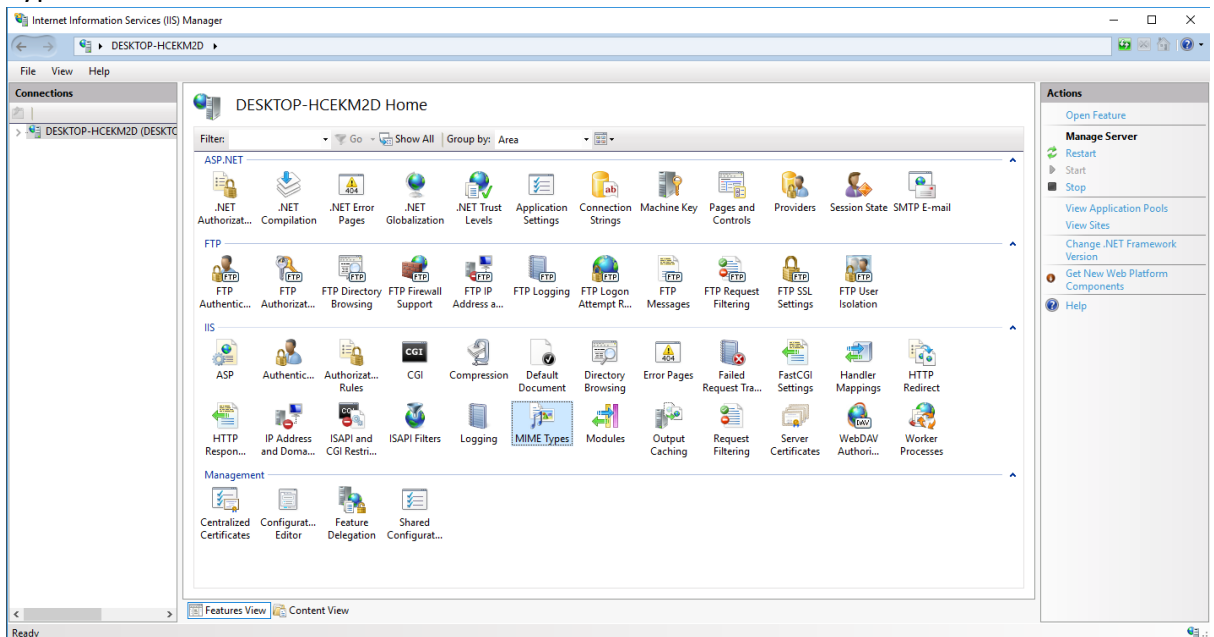 Internet Information Services (IIS) Manager
DESKTOP-HCEKM2D
File View Help
Connections
DESKTOP-HCEKM2D (DESKTC
DESKTOP-HCEKM2D Home
Filter: Go Show All Group by: Area
ASP.NET
.NET Authorizat...
.NET Compilation
.NET Error Pages
.NET Globalization
.NET Trust Levels
Application Settings
Connection Strings
Machine Key
Pages and Controls
Providers
Session State
SMTP E-mail
FTP
FTP Authentic...
FTP Authorizat...
FTP Directory Browsing
FTP Firewall Support
FTP IP Address a...
FTP Logging
FTP Logon Attempt R...
FTP Messages
FTP Request Filtering
FTP SSL Settings
FTP User Isolation
IIS
ASP
Authentic...
Authorizat... Rules
CGI
Compression
Default Document
Directory Browsing
Error Pages
Failed Request Tra...
FastCGI Settings
Handler Mappings
HTTP Redirect
HTTP Respon...
IP Address and Doma...
ISAPI and CGI Restri...
ISAPI Filters
Logging
MIME Types
Modules
Output Caching
Request Filtering
Server Certificates
WebDAV Authori...
Worker Processes
Management
Centralized Certificates
Configurat... Editor
Feature Delegation
Shared Configurat...
Features View Content View
Ready
Actions
Open Feature
Manage Server
Restart
Start
Stop
View Application Pools
View Sites
Change .NET Framework
Version
Get New Web Platform
Components
Help